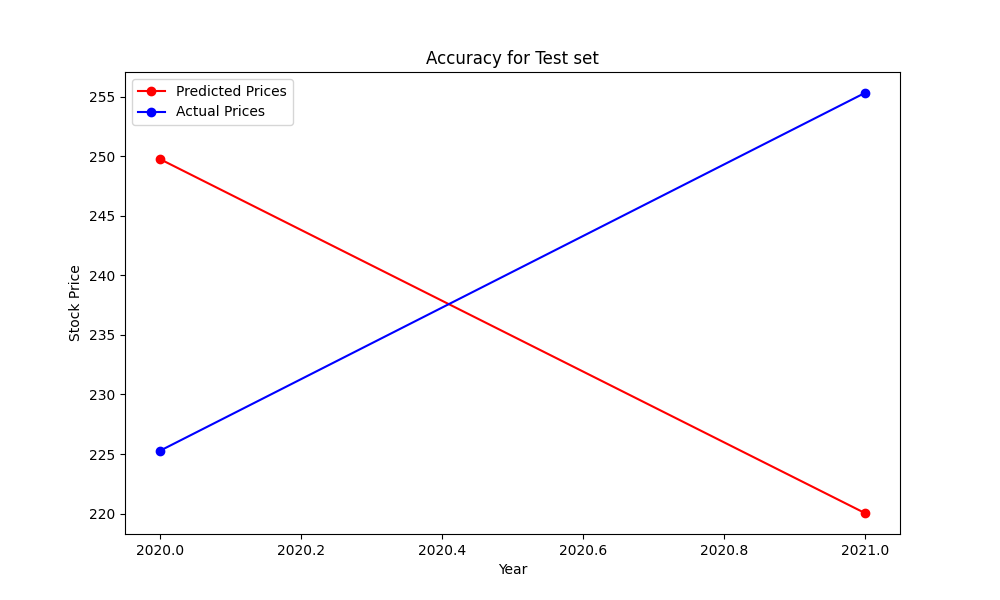 Accuracy for Test set
Predicted Prices
Actual Prices
255
250
245
240
235
230
225
220
Stock Price
2020.0 2020.2 2020.4 2020.6 2020.8 2021.0
Year